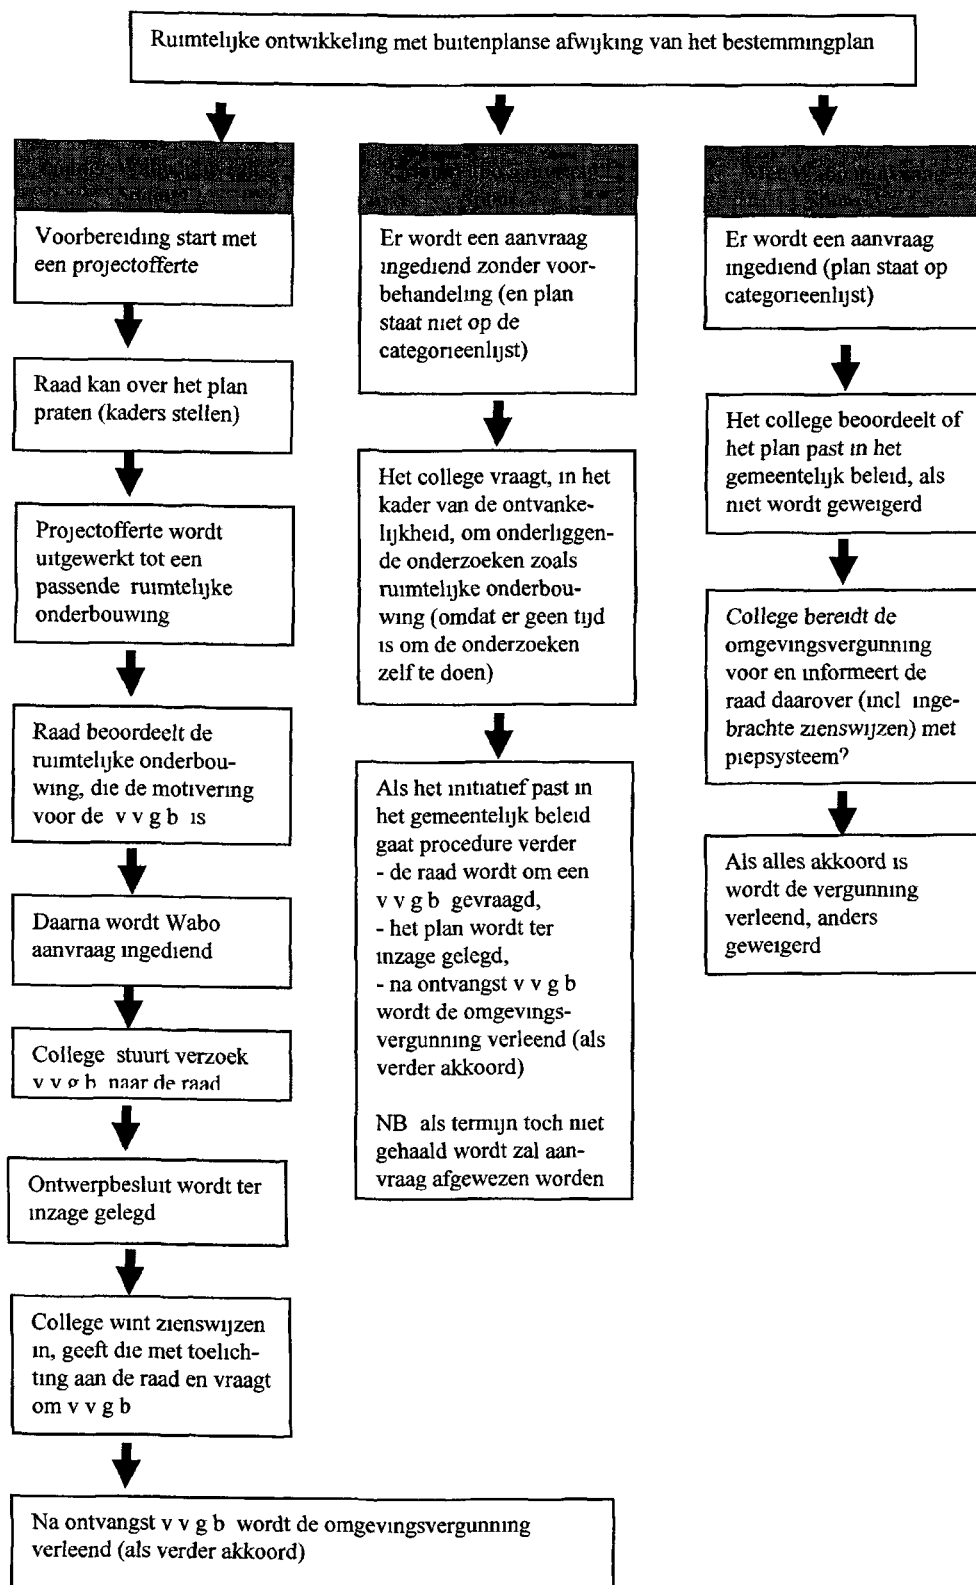 Ruimtelijke ontwikkeling met buitenplanse afwijking van het bestemmingplan
Voorbereiding start met
een projectofferte
Raad kan over het plan
praten (kaders stellen)
Projectofferte wordt
uitgewerkt tot een
passende ruimtelijke
onderbouwing
Raad beoordeelt de
ruimtelijke onderbou-
wing, die de motivering
voor de v v g b is
Daarna wordt Wabo
aanvraag ingediend
College stuurt verzoek
v v g b naar de raad
Ontwerpbesluit wordt ter
inzage gelegd
College wint zienswijzen
in, geeft die met toelich-
ting aan de raad en vraagt
om v v g b
Na ontvangst v v g b wordt de omgevingsvergunning
verleend (als verder akkoord)
Er wordt een aanvraag
ingediend zonder voor-
behandeling (en plan
staat niet op de
categorieenlijst)
Het college vraagt, in het
kader van de ontvanke-
lijkheid, om onderliggen-
de onderzoeken zoals
ruimtelijke onderbou-
wing (omdat er geen tijd
is om de onderzoeken
zelf te doen)
Als het initiatief past in
het gemeentelijk beleid
gaat procedure verder
- de raad wordt om een
v v g b gevraagd,
- het plan wordt ter
inzage gelegd,
- na ontvangst v v g b
wordt de omgevings-
vergunning verleend (als
verder akkoord)
NB als termijn toch niet
gehaald wordt zal aan-
vraag afgewezen worden
Er wordt een aanvraag
ingediend (plan staat op
categorieenlijst)
Het college beoordeelt of
het plan past in het
gemeentelijk beleid, als
niet wordt geweigerd
College bereidt de
omgevingsvergunning
voor en informeert de
raad daarover (incl inge-
brachte zienswijzen) met
piepsysteem?
Als alles akkoord is
wordt de vergunning
verleend, anders
geweigerd